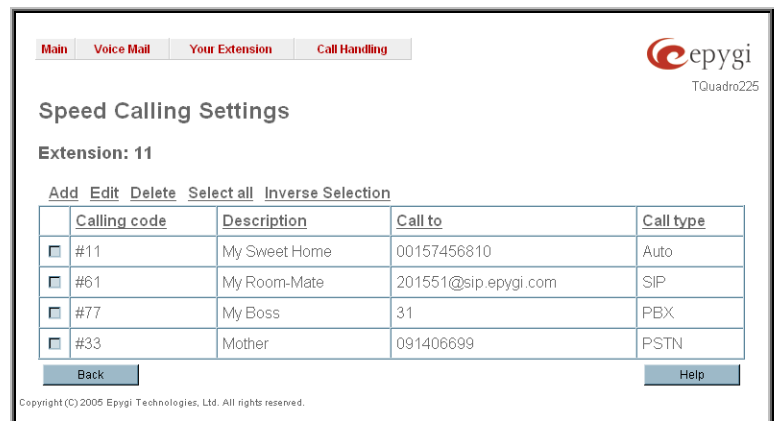 Main Voice Mail Your Extension Call Handling
epygi
TQuadro225
Speed Calling Settings
Extension: 11
Add Edit Delete Select all Inverse Selection
Calling code Description Call to Call type
#11 My Sweet Home 00157456810 Auto
#61 My Room-Mate 201551@sip.epygi.com SIP
#77 My Boss 31 PBX
#33 Mother 091406699 PSTN
Back Help
Copyright (C) 2005 Epygi Technologies, Ltd. All rights reserved.